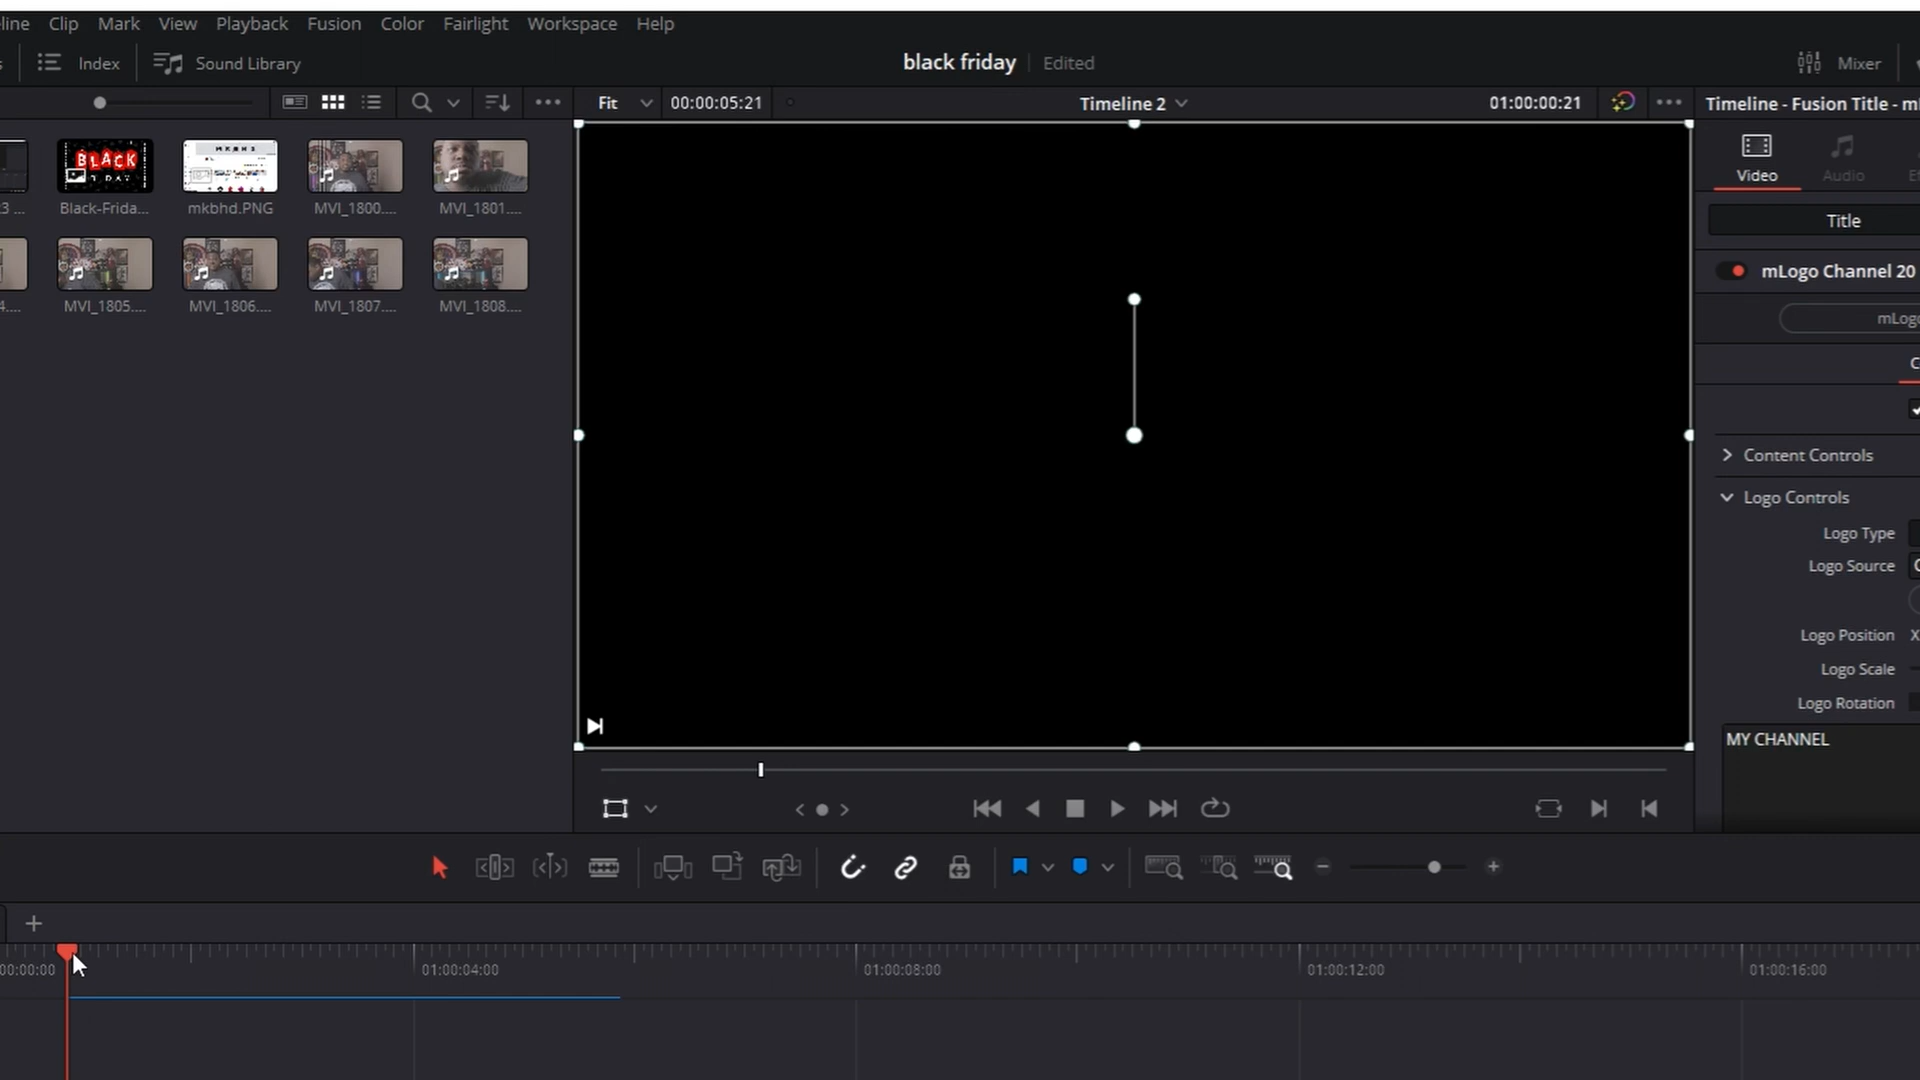 eline Clip Mark View Playback Fusion Color Fairlight Workspace Help
Index Sound Library black friday Edited Mixer
Fit 00:00:05:21 Timeline 2 01:00:00:21 Timeline - Fusion Title - m
BLACK
MKBHD
Video Audio
3 ... Black-Frida... mkbhd.PNG MVI_1800.... MVI_1801....
Title
mLogo Channel 20
4.... MVI_1805.... MVI_1806.... MVI_1807.... MVI_1808....
mLogo
Content Controls
Logo Controls
Logo Type
Logo Source
Logo Position X
Logo Scale
Logo Rotation
MY CHANNEL
00:00:00 01:00:04:00 01:00:08:00 01:00:12:00 01:00:16:00